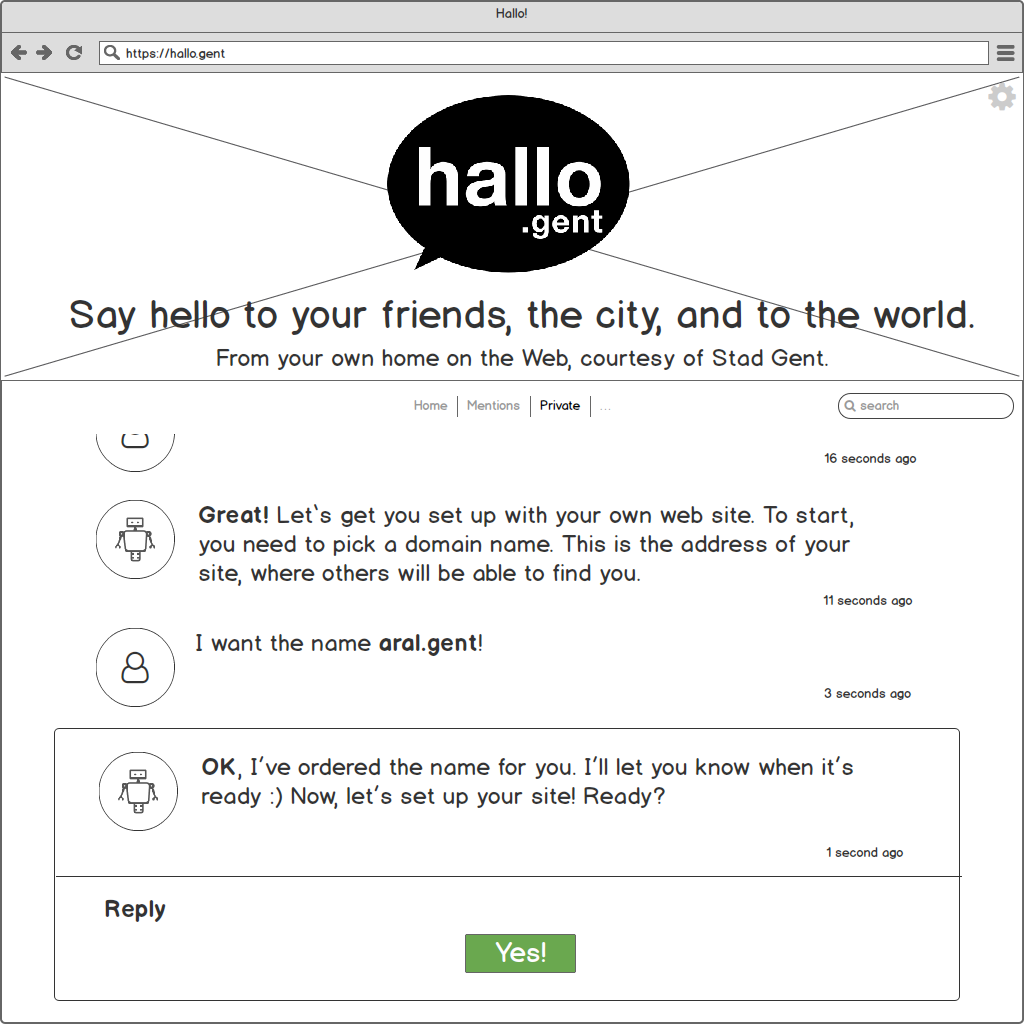 Hallo!
https://hallo.gent
hallo
.gent
Say hello to your friends, the city, and to the world.
From your own home on the Web, courtesy of Stad Gent.
Home | Mentions | Private | ...
search
16 seconds ago
Great! Let`s get you set up with your own web site. To start,
you need to pick a domain name. This is the address of your
site, where others will be able to find you.
11 seconds ago
I want the name aral.gent!
3 seconds ago
OK, I’ve ordered the name for you. I’ll let you know when it’s
ready :) Now, let’s set up your site! Ready?
1 second ago
Reply
Yes!